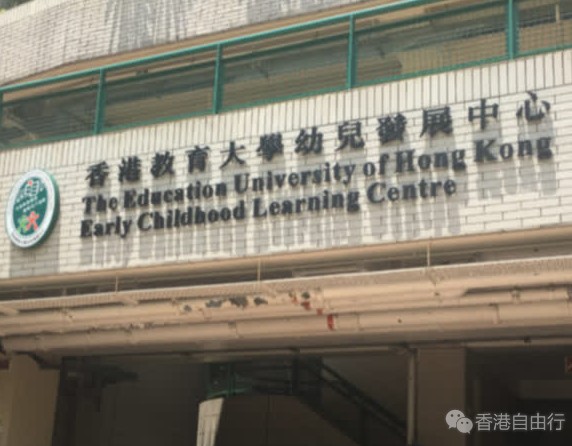 香港教育大學幼兒發展中心
The Education University of Hong Kong
Early Childhood Learning Centre
香港自由行